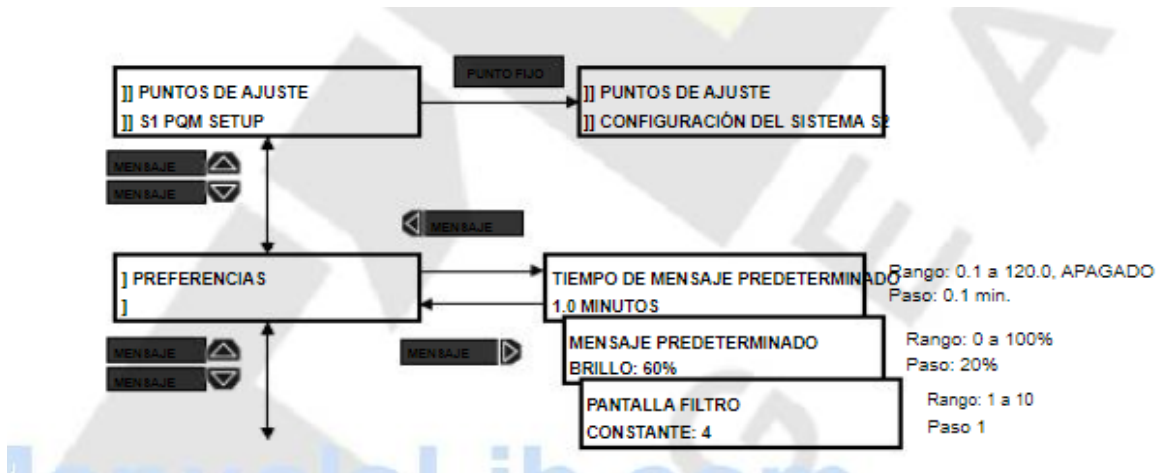 PUNTO FIJO
]] PUNTOS DE AJUSTE
]] S1 PQM SETUP
]] PUNTOS DE AJUSTE
]] CONFIGURACIÓN DEL SISTEMA S2
MENSAJE
MENSAJE
MENSAJE
] PREFERENCIAS
]
TIEMPO DE MENSAJE PREDETERMINADO
1.0 MINUTOS
Rango: 0.1 a 120.0, APAGADO
Paso: 0.1 min.
MENSAJE
MENSAJE
MENSAJE
MENSAJE PREDETERMINADO
BRILLO: 60%
Rango: 0 a 100%
Paso: 20%
PANTALLA FILTRO
CONSTANTE: 4
Rango: 1 a 10
Paso 1